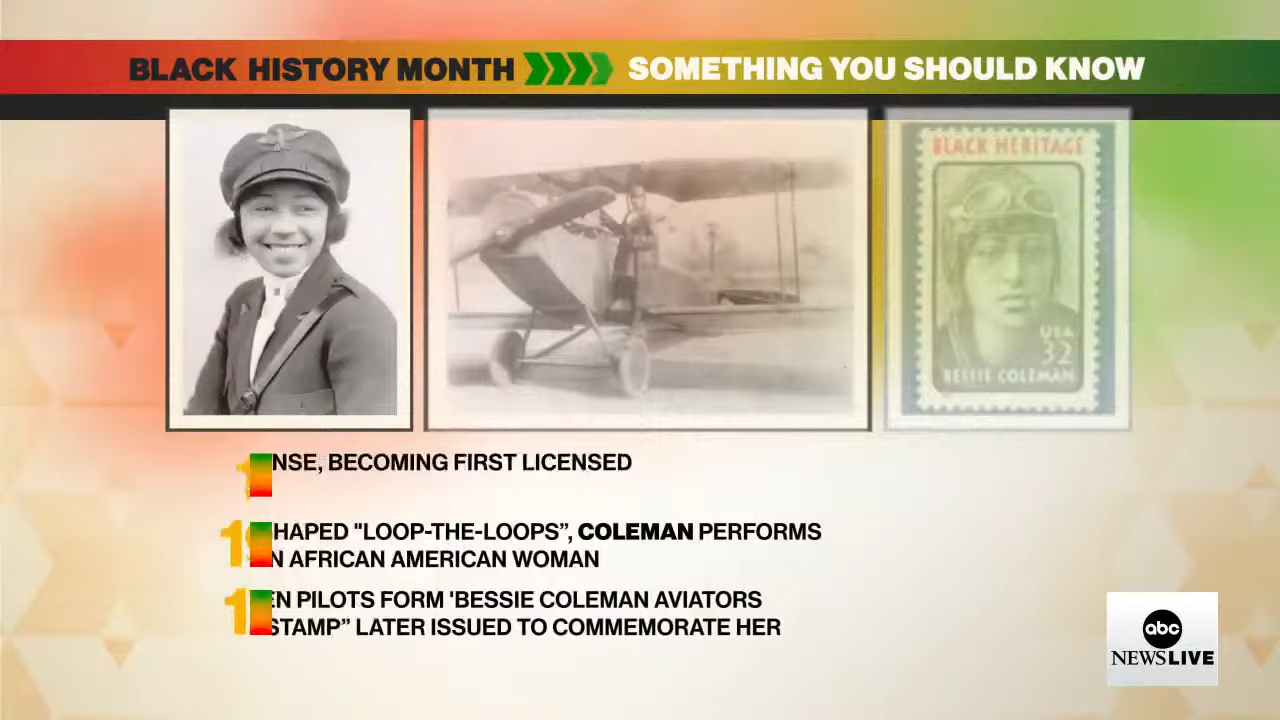 BLACK HISTORY MONTH SOMETHING YOU SHOULD KNOW
BLACK HERITAGE
USA
32
BESSIE COLEMAN
NSE, BECOMING FIRST LICENSED
HAPED "LOOP-THE-LOOPS”, COLEMAN PERFORMS
N AFRICAN AMERICAN WOMAN
EN PILOTS FORM 'BESSIE COLEMAN AVIATORS
STAMP” LATER ISSUED TO COMMEMORATE HER
abc
NEWSLIVE